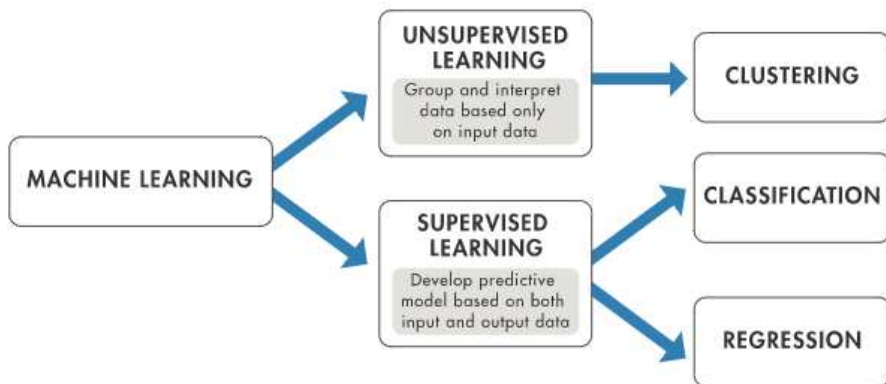 MACHINE LEARNING
UNSUPERVISED
LEARNING
Group and interpret
data based only
on input data
CLUSTERING
SUPERVISED
LEARNING
Develop predictive
model based on both
input and output data
CLASSIFICATION
REGRESSION